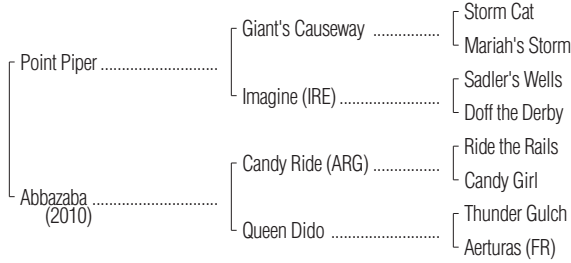 Storm Cat
Giant's Causeway ..................
Mariah's Storm
Point Piper ..............................
Sadler's Wells
Imagine (IRE) ...........................
Doff the Derby
Ride the Rails
Candy Ride (ARG) ..................
Candy Girl
Abbazaba ................................
(2010)
Thunder Gulch
Queen Dido .............................
Aerturas (FR)